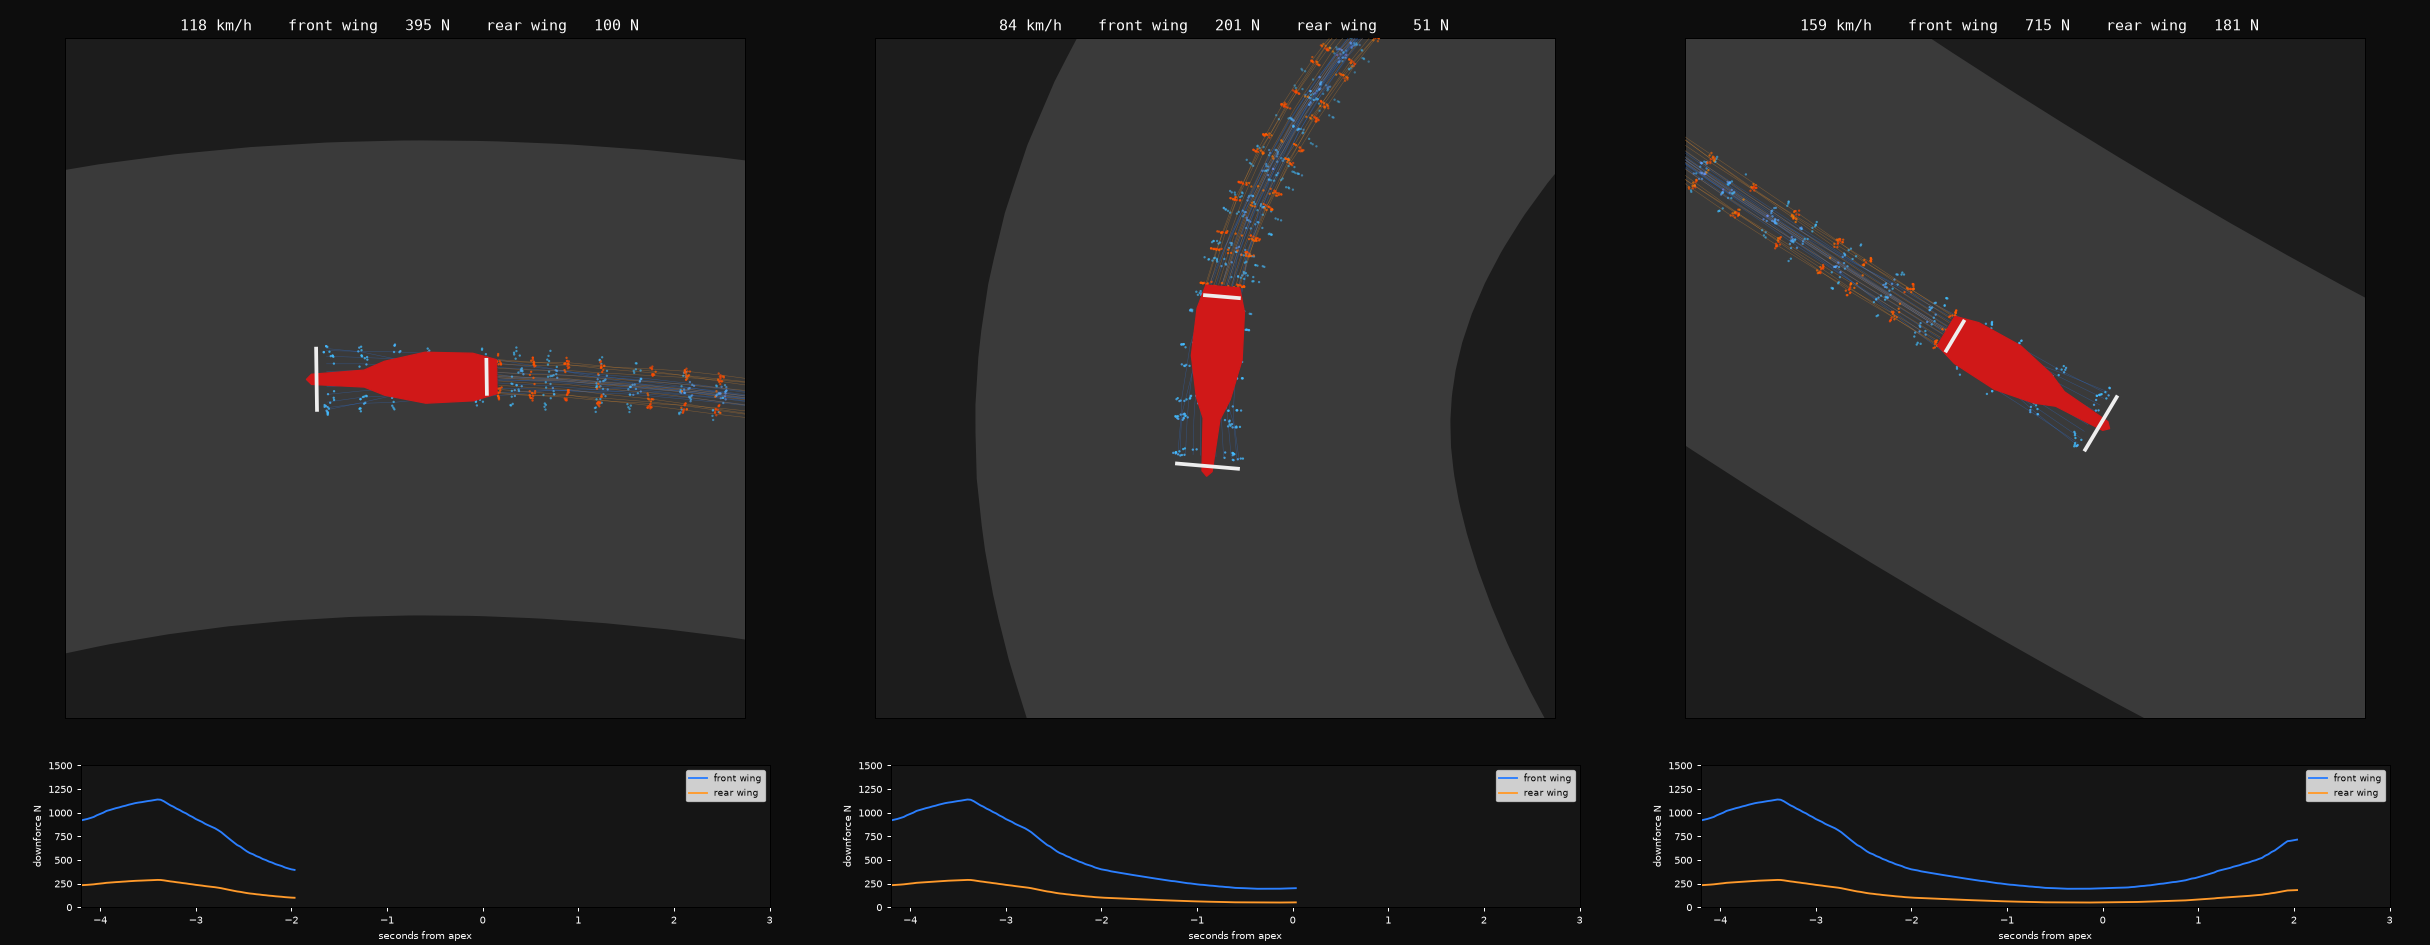 118 km/h    front wing   395 N    rear wing   100 N
84 km/h    front wing   201 N    rear wing    51 N
159 km/h    front wing   715 N    rear wing   181 N
1500
1250
1000
750
500
250
0
downforce N
front wing
rear wing
−4 −3 −2 −1 0 1 2 3
seconds from apex
1500
1250
1000
750
500
250
0
downforce N
front wing
rear wing
−4 −3 −2 −1 0 1 2 3
seconds from apex
1500
1250
1000
750
500
250
0
downforce N
front wing
rear wing
−4 −3 −2 −1 0 1 2 3
seconds from apex